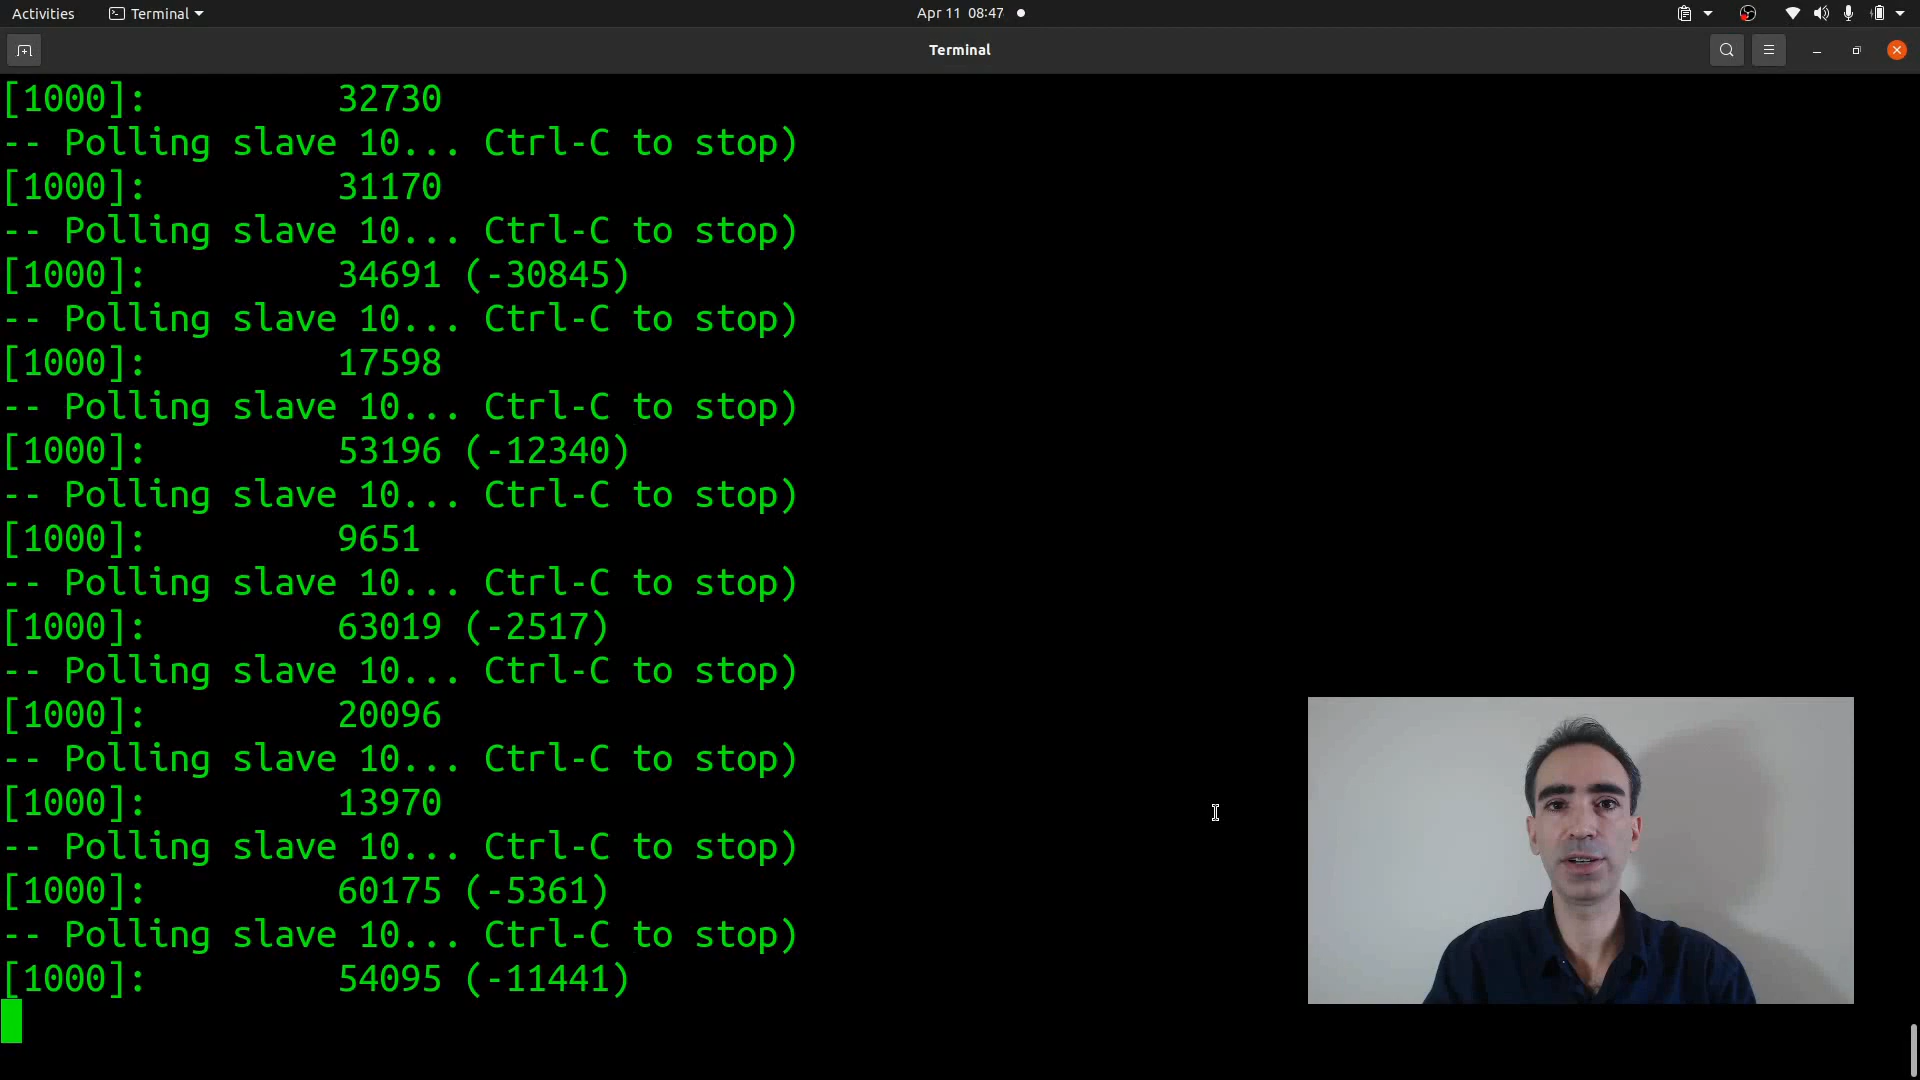 Activities
Terminal
Apr 11 08:47
Terminal
[1000]: 32730
-- Polling slave 10... Ctrl-C to stop)
[1000]: 31170
-- Polling slave 10... Ctrl-C to stop)
[1000]: 34691 (-30845)
-- Polling slave 10... Ctrl-C to stop)
[1000]: 17598
-- Polling slave 10... Ctrl-C to stop)
[1000]: 53196 (-12340)
-- Polling slave 10... Ctrl-C to stop)
[1000]: 9651
-- Polling slave 10... Ctrl-C to stop)
[1000]: 63019 (-2517)
-- Polling slave 10... Ctrl-C to stop)
[1000]: 20096
-- Polling slave 10... Ctrl-C to stop)
[1000]: 13970
-- Polling slave 10... Ctrl-C to stop)
[1000]: 60175 (-5361)
-- Polling slave 10... Ctrl-C to stop)
[1000]: 54095 (-11441)